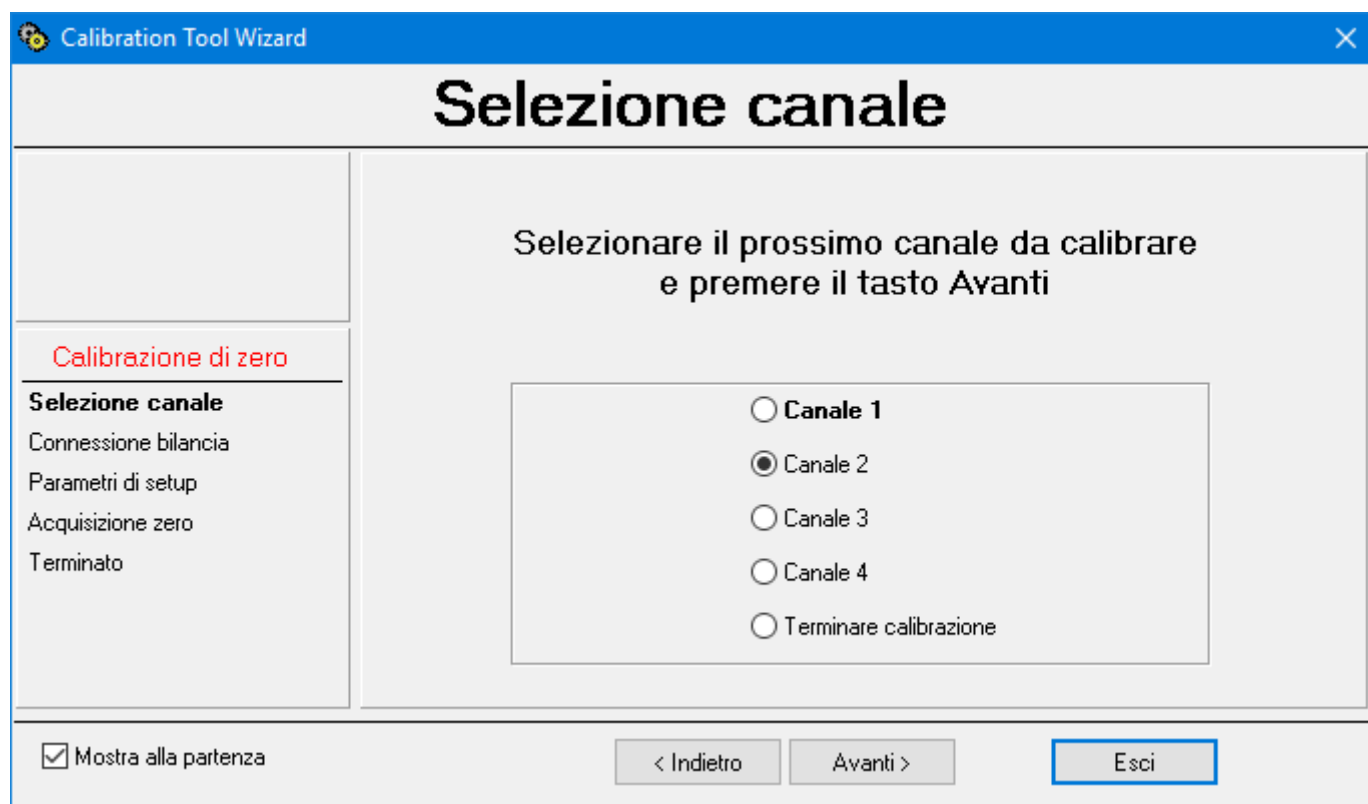 Calibration Tool Wizard
Selezione canale
Calibrazione di zero
Selezione canale
Connessione bilancia
Parametri di setup
Acquisizione zero
Terminato
Selezionare il prossimo canale da calibrare
e premere il tasto Avanti
Canale 1
Canale 2
Canale 3
Canale 4
Terminare calibrazione
Mostra alla partenza
< Indietro
Avanti >
Esci